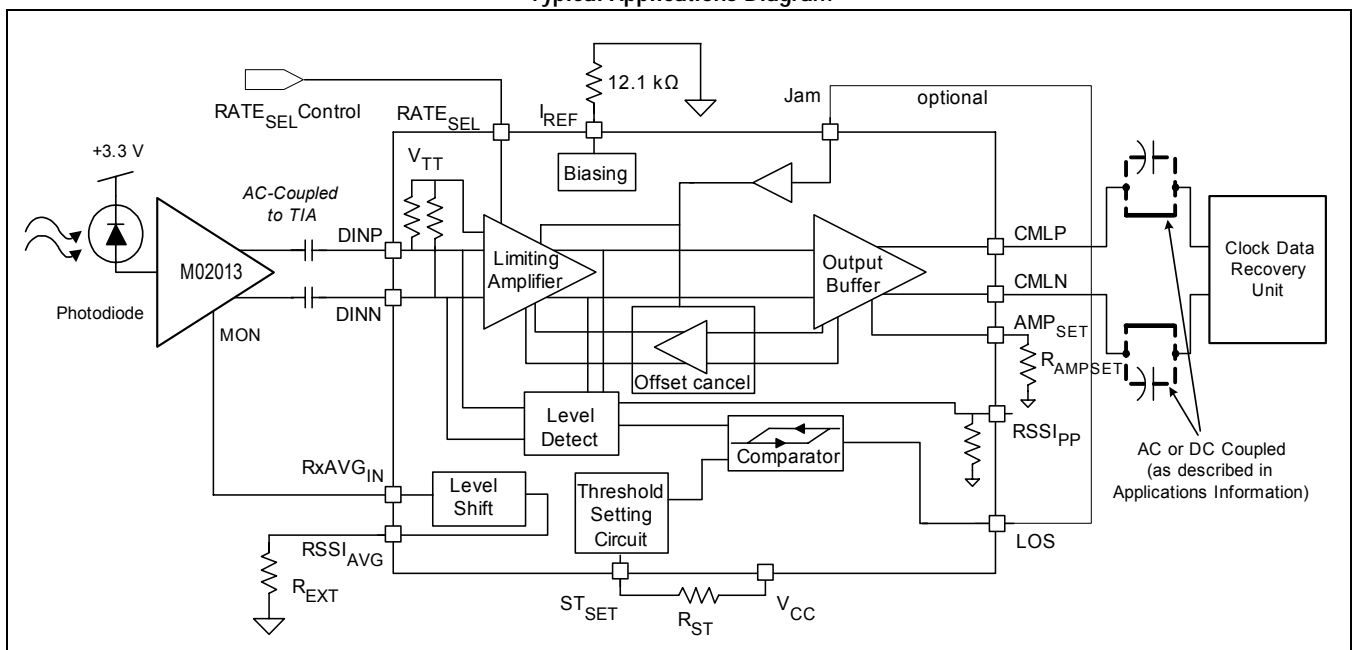 Typical Applications Diagram
12.1 kΩ
Jam
optional
RATE_SEL Control
RATE_SEL
I_REF
+3.3 V
V_TT
Biasing
AC-Coupled
to TIA
DINP
Limiting
Amplifier
Output
Buffer
CMLP
Clock Data
Recovery
Unit
M02013
CMLN
Photodiode
DINN
MON
AMP_SET
R_AMPSET
Offset cancel
Level
Detect
RSSI_PP
Comparator
AC or DC Coupled
(as described in
Applications Information)
RxAVG_IN
Level
Shift
Threshold
Setting
Circuit
LOS
RSSI_AVG
R_EXT
ST_SET
R_ST
V_CC